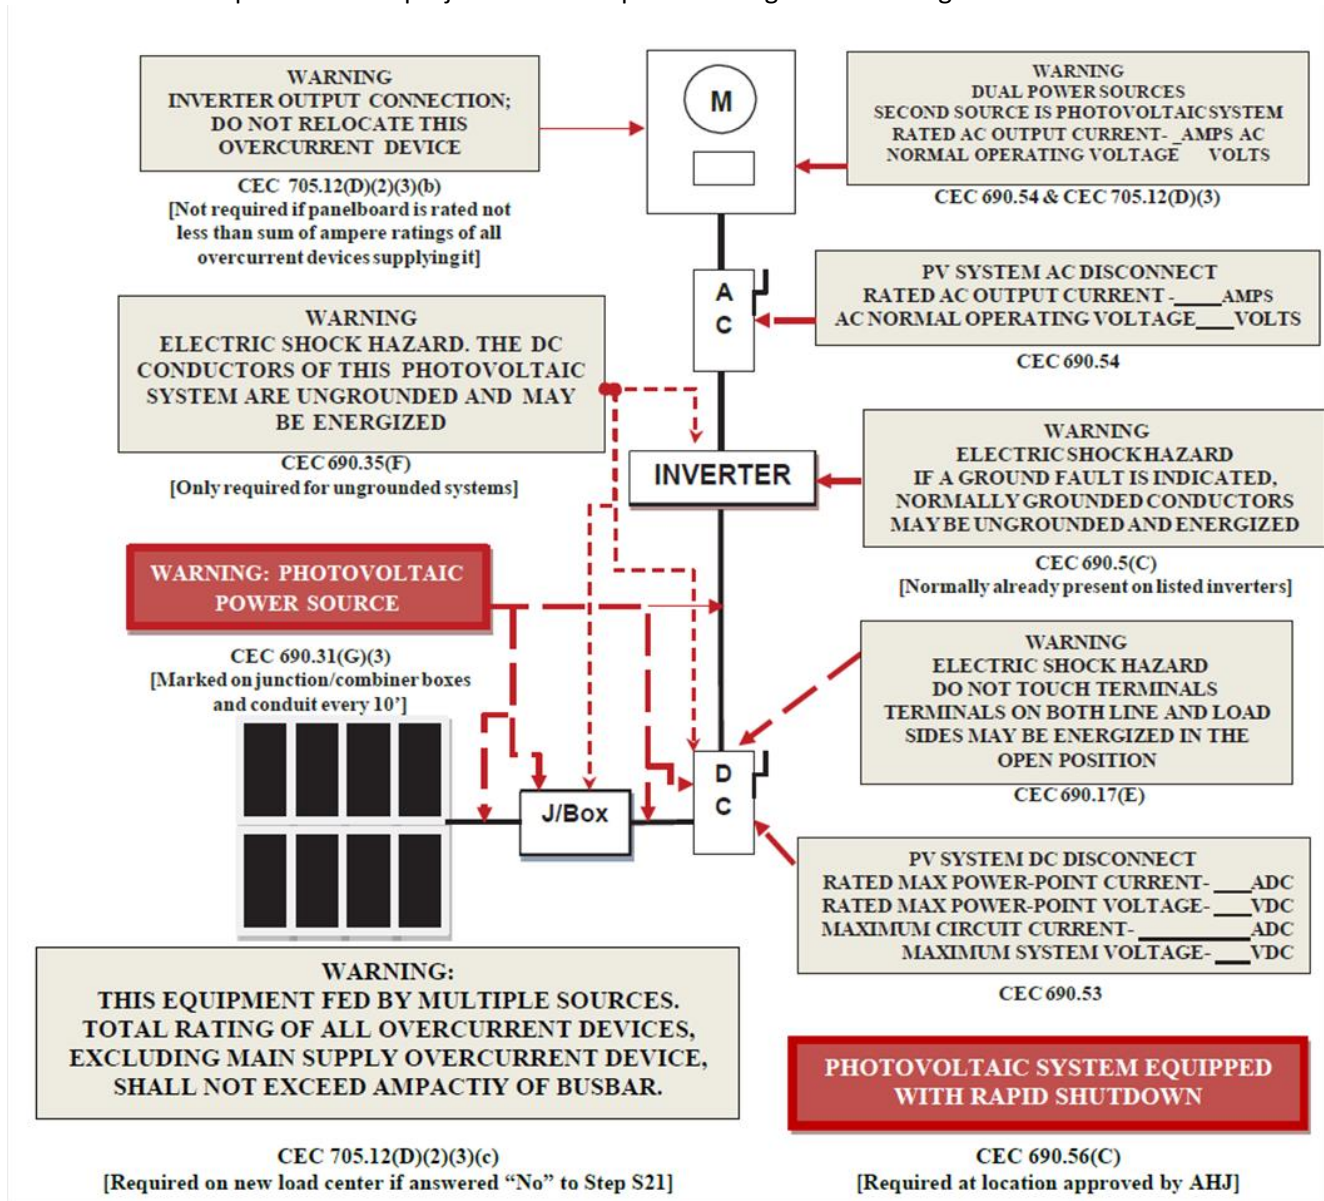 WARNING
INVERTER OUTPUT CONNECTION;
DO NOT RELOCATE THIS
OVERCURRENT DEVICE
CEC 705.12(D)(2)(3)(b)
[Not required if panelboard is rated not
less than sum of ampere ratings of all
overcurrent devices supplying it]
M
WARNING
DUAL POWER SOURCES
SECOND SOURCE IS PHOTOVOLTAIC SYSTEM
RATED AC OUTPUT CURRENT-_AMPS AC
NORMAL OPERATING VOLTAGE VOLTS
CEC 690.54 & CEC 705.12(D)(3)
A
C
PV SYSTEM AC DISCONNECT
RATED AC OUTPUT CURRENT -____AMPS
AC NORMAL OPERATING VOLTAGE___VOLTS
CEC 690.54
WARNING
ELECTRIC SHOCK HAZARD. THE DC
CONDUCTORS OF THIS PHOTOVOLTAIC
SYSTEM ARE UNGROUNDED AND MAY
BE ENERGIZED
CEC 690.35(F)
[Only required for ungrounded systems]
INVERTER
WARNING
ELECTRIC SHOCK HAZARD
IF A GROUND FAULT IS INDICATED,
NORMALLY GROUNDED CONDUCTORS
MAY BE UNGROUNDED AND ENERGIZED
CEC 690.5(C)
[Normally already present on listed inverters]
WARNING: PHOTOVOLTAIC
POWER SOURCE
CEC 690.31(G)(3)
[Marked on junction/combiner boxes
and conduit every 10']
WARNING
ELECTRIC SHOCK HAZARD
DO NOT TOUCH TERMINALS
TERMINALS ON BOTH LINE AND LOAD
SIDES MAY BE ENERGIZED IN THE
OPEN POSITION
CEC 690.17(E)
J/Box
D
C
PV SYSTEM DC DISCONNECT
RATED MAX POWER-POINT CURRENT- ___ADC
RATED MAX POWER-POINT VOLTAGE- ___VDC
MAXIMUM CIRCUIT CURRENT- _________ADC
MAXIMUM SYSTEM VOLTAGE- ___VDC
CEC 690.53
WARNING:
THIS EQUIPMENT FED BY MULTIPLE SOURCES.
TOTAL RATING OF ALL OVERCURRENT DEVICES,
EXCLUDING MAIN SUPPLY OVERCURRENT DEVICE,
SHALL NOT EXCEED AMPACTIY OF BUSBAR.
CEC 705.12(D)(2)(3)(c)
[Required on new load center if answered “No” to Step S21]
PHOTOVOLTAIC SYSTEM EQUIPPED
WITH RAPID SHUTDOWN
CEC 690.56(C)
[Required at location approved by AHJ]